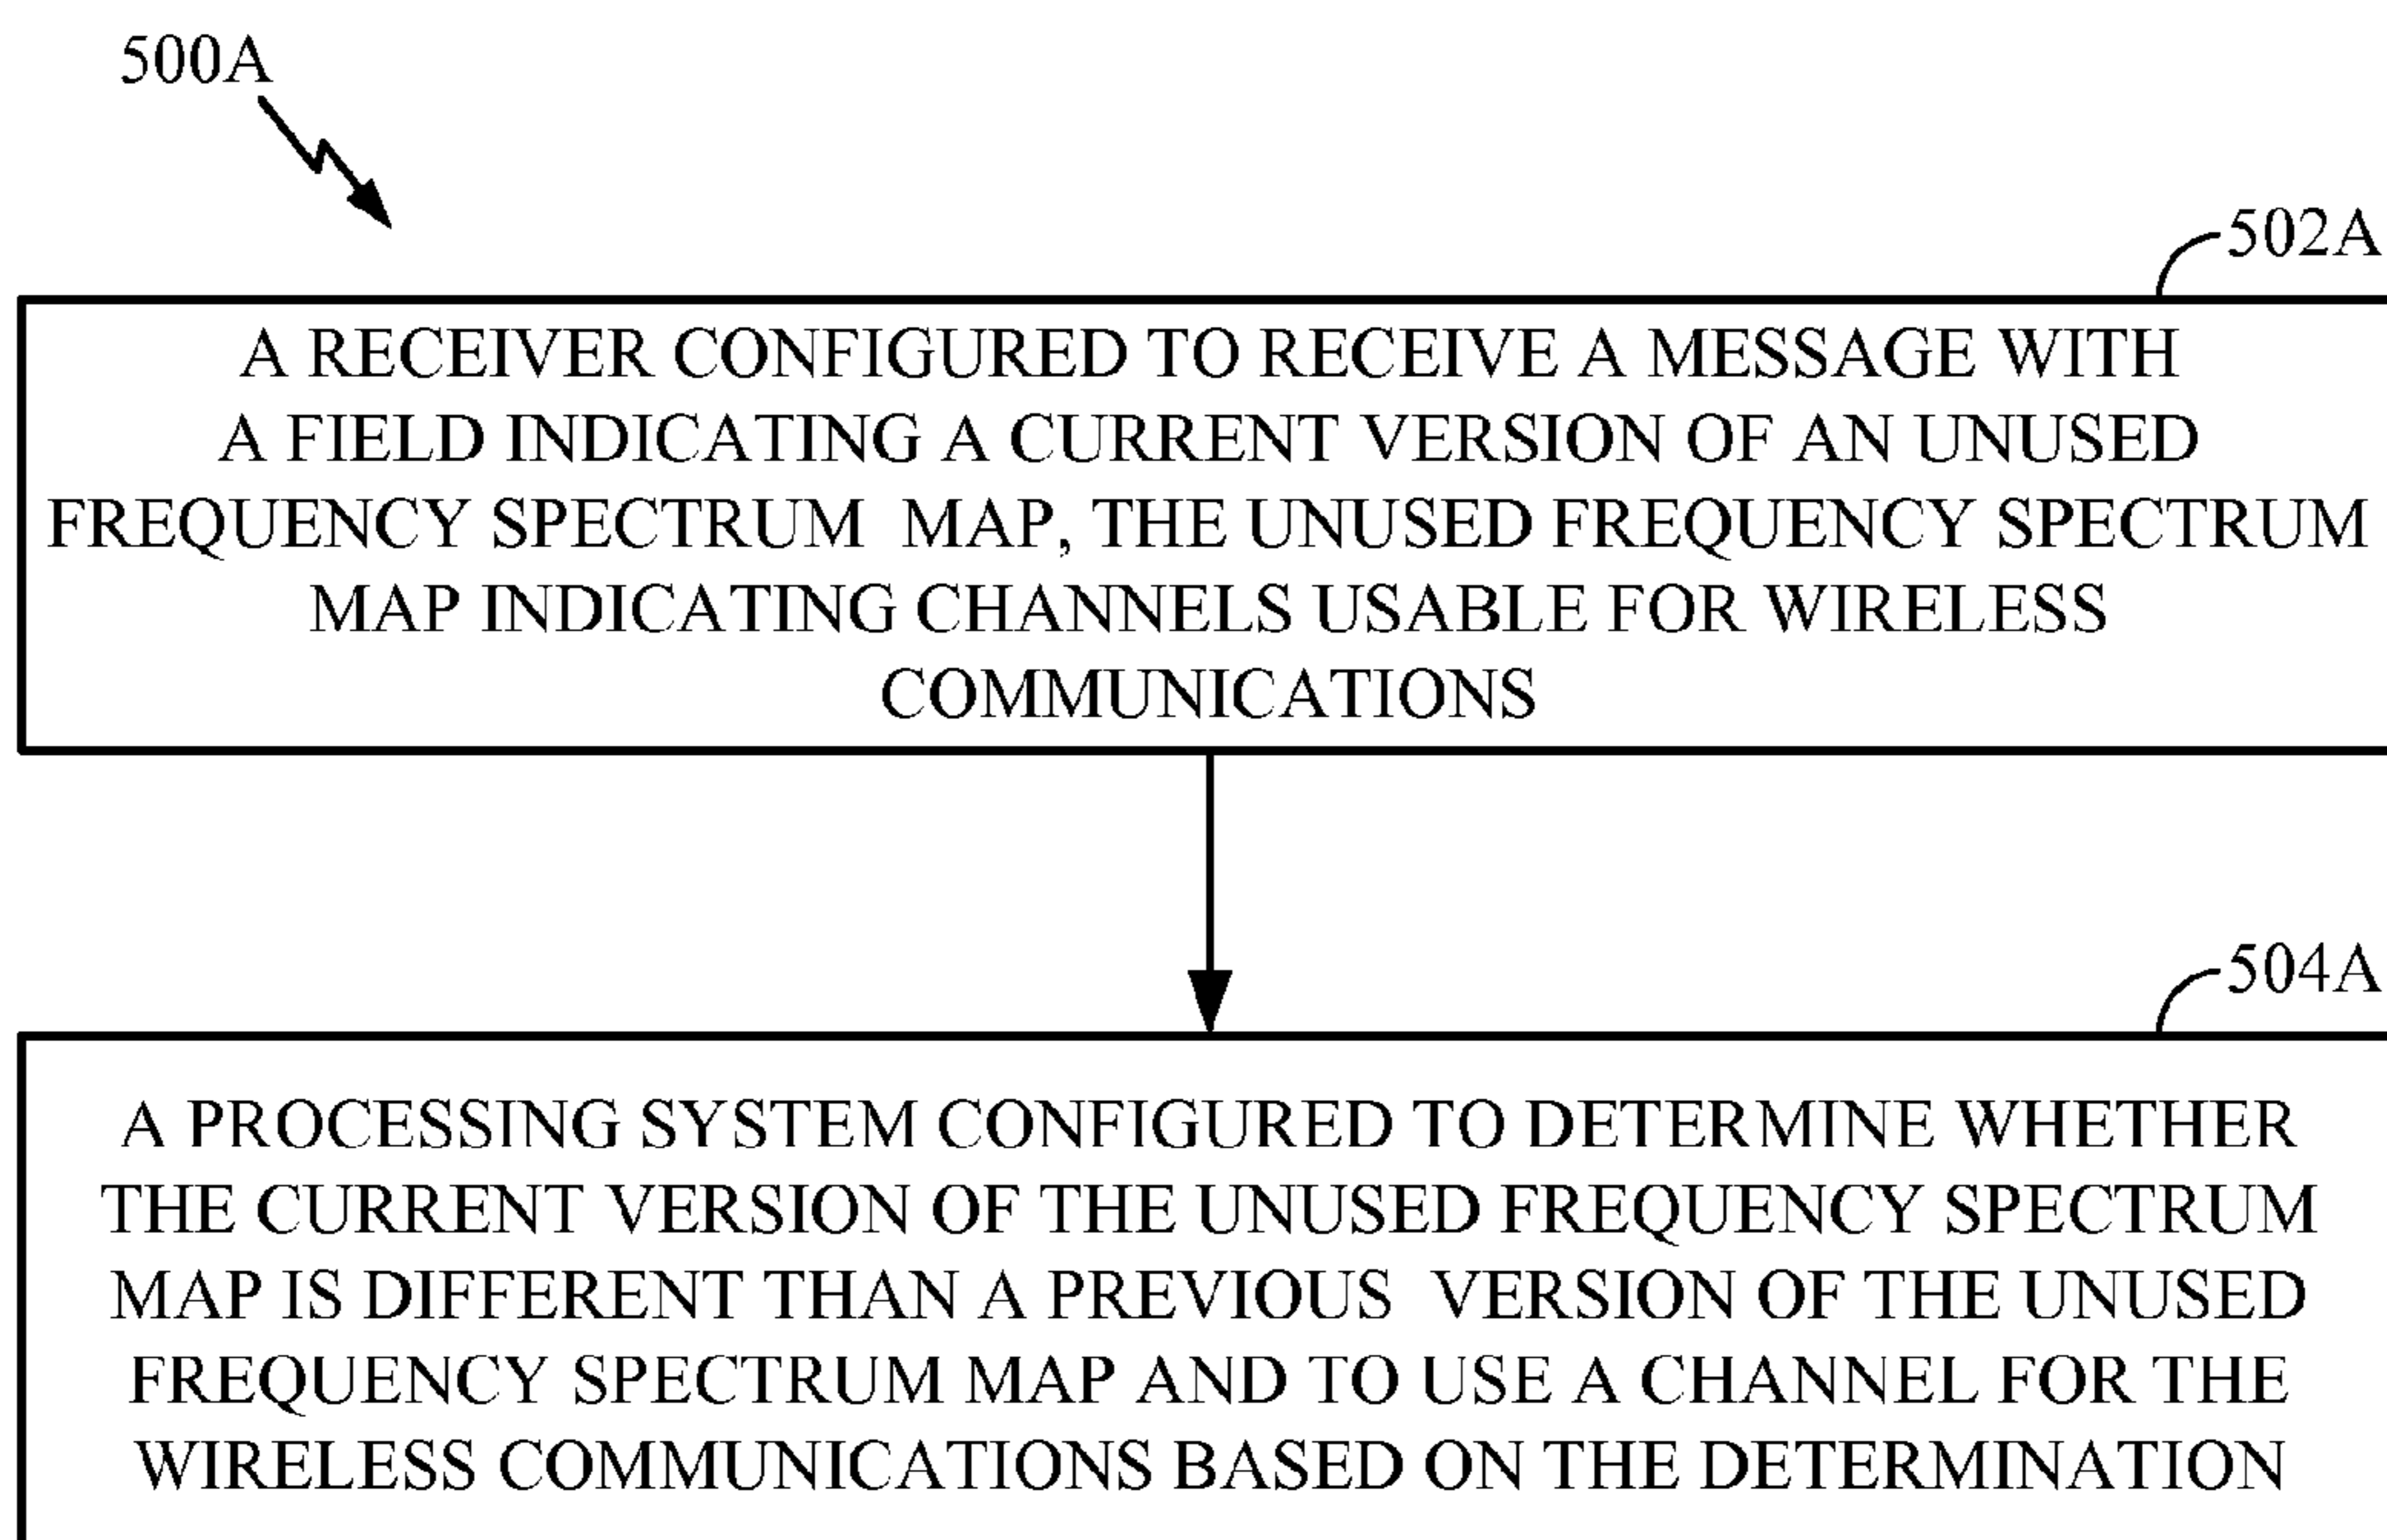 500A
502A
A RECEIVER CONFIGURED TO RECEIVE A MESSAGE WITH
A FIELD INDICATING A CURRENT VERSION OF AN UNUSED
FREQUENCY SPECTRUM MAP, THE UNUSED FREQUENCY SPECTRUM
MAP INDICATING CHANNELS USABLE FOR WIRELESS
COMMUNICATIONS
504A
A PROCESSING SYSTEM CONFIGURED TO DETERMINE WHETHER
THE CURRENT VERSION OF THE UNUSED FREQUENCY SPECTRUM
MAP IS DIFFERENT THAN A PREVIOUS VERSION OF THE UNUSED
FREQUENCY SPECTRUM MAP AND TO USE A CHANNEL FOR THE
WIRELESS COMMUNICATIONS BASED ON THE DETERMINATION